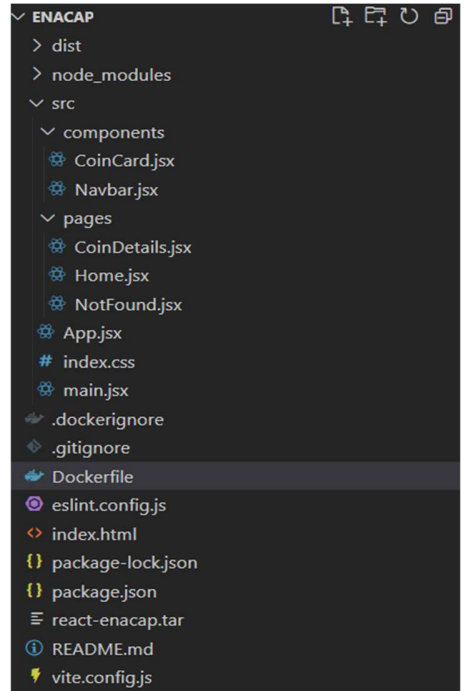 ENACAP
dist
node_modules
src
components
CoinCard.jsx
Navbar.jsx
pages
CoinDetails.jsx
Home.jsx
NotFound.jsx
App.jsx
# index.css
main.jsx
.dockerignore
.gitignore
Dockerfile
eslint.config.js
<> index.html
{} package-lock.json
{} package.json
react-enacap.tar
README.md
vite.config.js